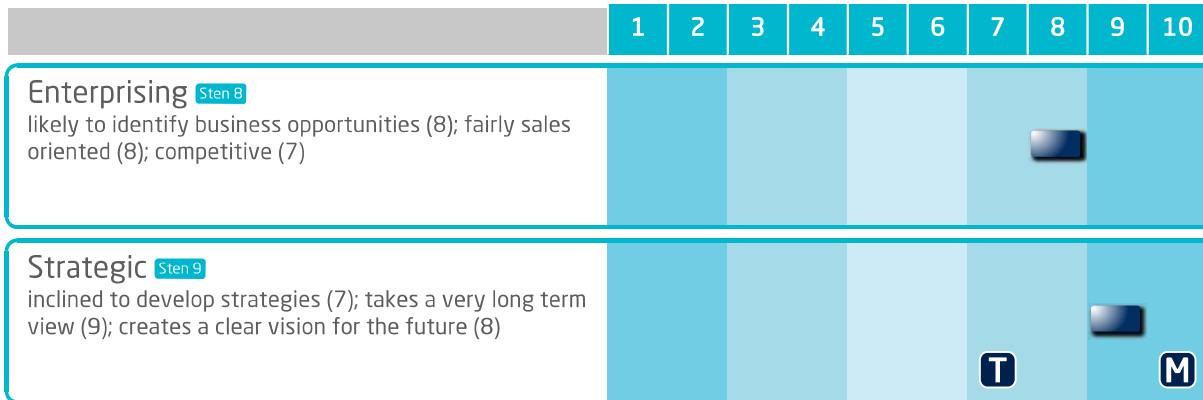 1 2 3 4 5 6 7 8 9 10
Enterprising Sten 8
likely to identify business opportunities (8); fairly sales
oriented (8); competitive (7)
Strategic Sten 9
inclined to develop strategies (7); takes a very long term
view (9); creates a clear vision for the future (8)
T M